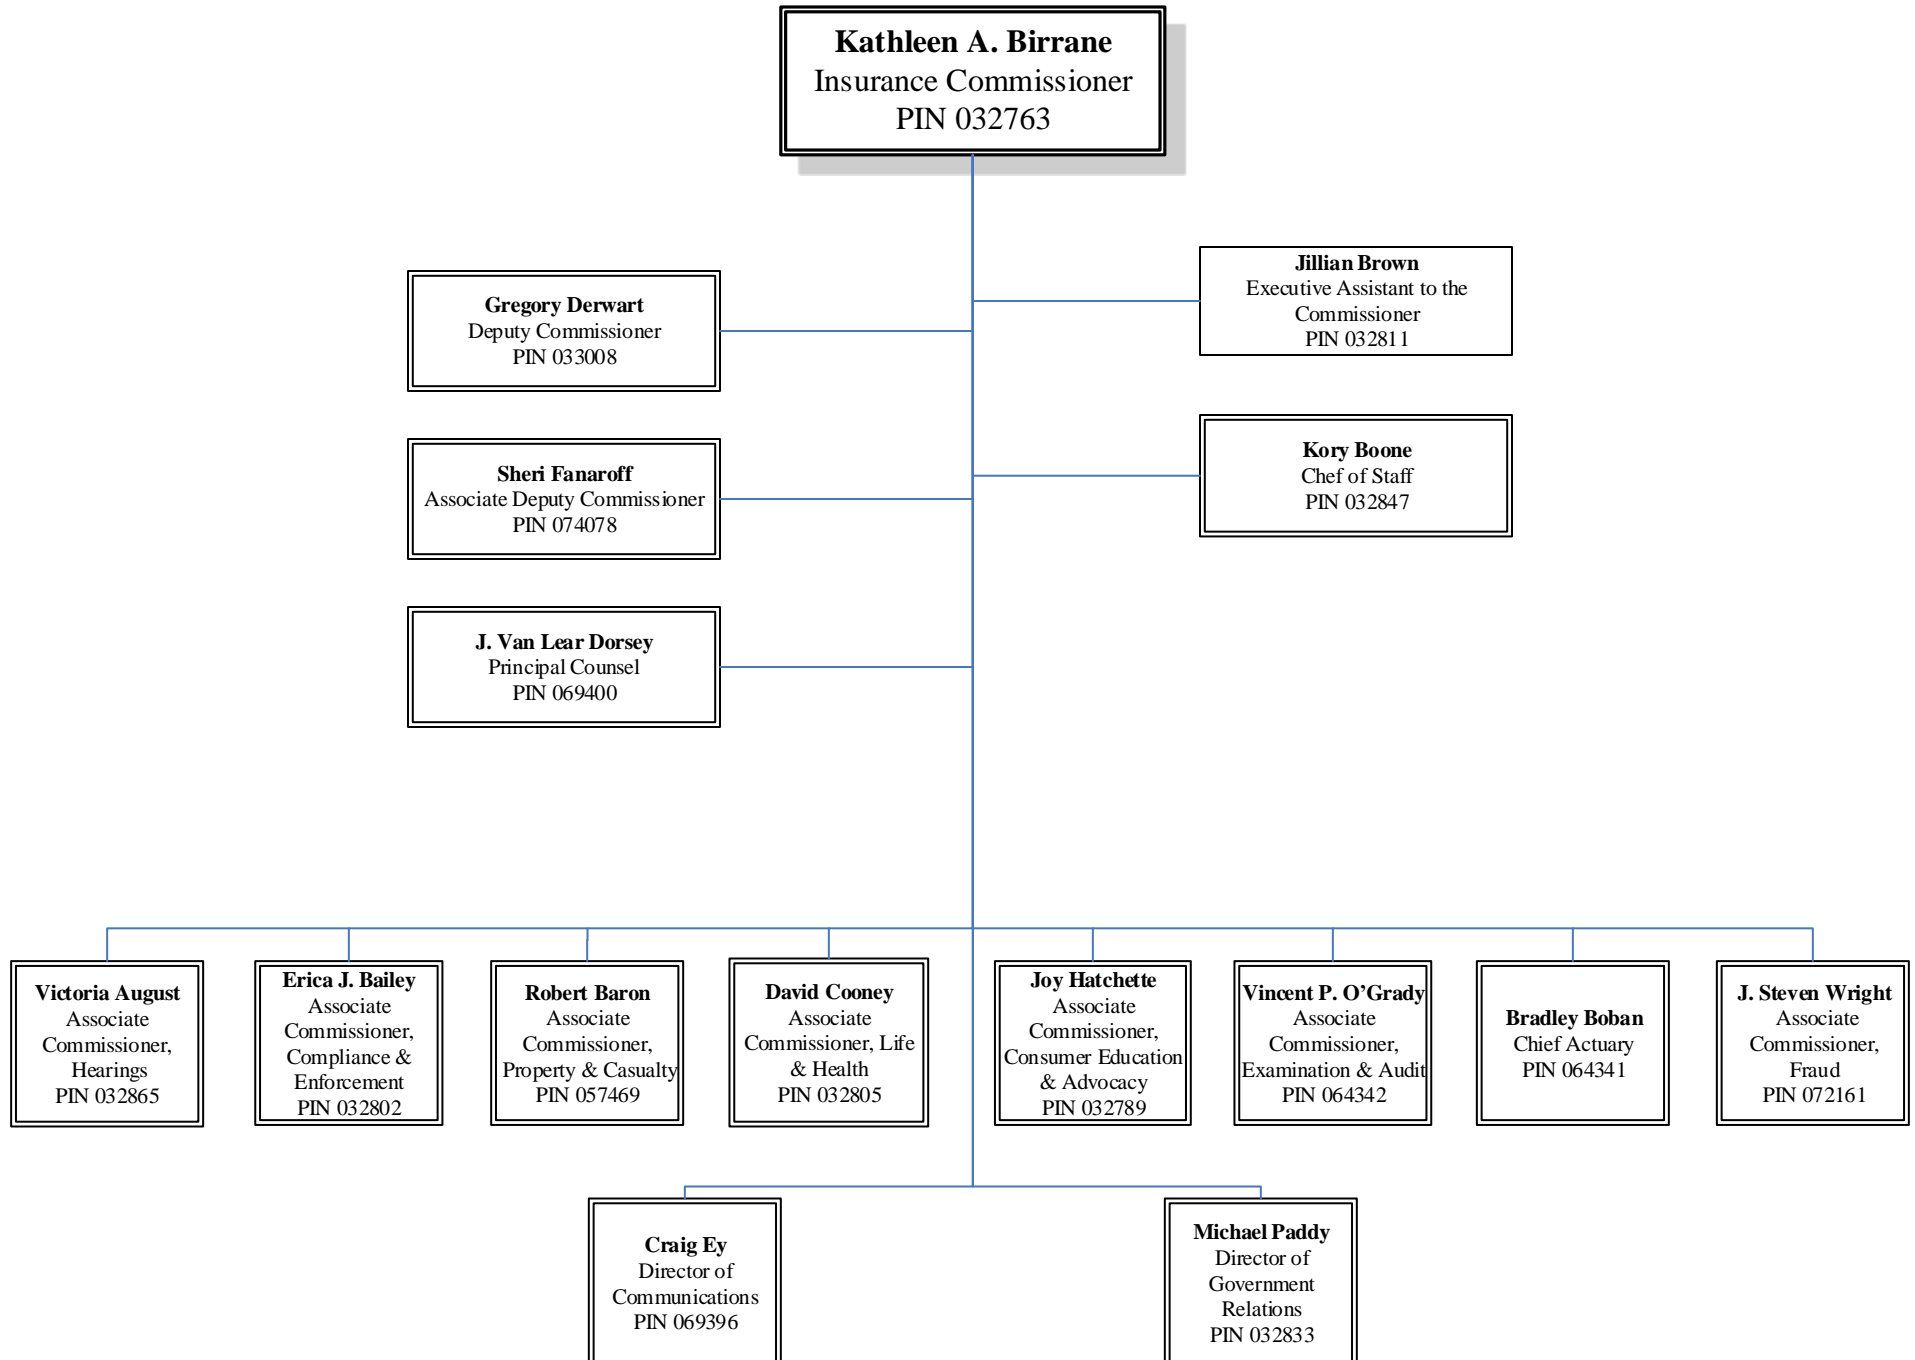 Kathleen A. Birrane
Insurance Commissioner
PIN 032763
Gregory Derwart
Deputy Commissioner
PIN 033008
Jillian Brown
Executive Assistant to the
Commissioner
PIN 032811
Sheri Fanaroff
Associate Deputy Commissioner
PIN 074078
Kory Boone
Chef of Staff
PIN 032847
J. Van Lear Dorsey
Principal Counsel
PIN 069400
Victoria August
Associate
Commissioner,
Hearings
PIN 032865
Erica J. Bailey
Associate
Commissioner,
Compliance &
Enforcement
PIN 032802
Robert Baron
Associate
Commissioner,
Property & Casualty
PIN 057469
David Cooney
Associate
Commissioner, Life
& Health
PIN 032805
Joy Hatchette
Associate
Commissioner,
Consumer Education
& Advocacy
PIN 032789
Vincent P. O’Grady
Associate
Commissioner,
Examination & Audit
PIN 064342
Bradley Boban
Chief Actuary
PIN 064341
J. Steven Wright
Associate
Commissioner,
Fraud
PIN 072161
Craig Ey
Director of
Communications
PIN 069396
Michael Paddy
Director of
Government
Relations
PIN 032833